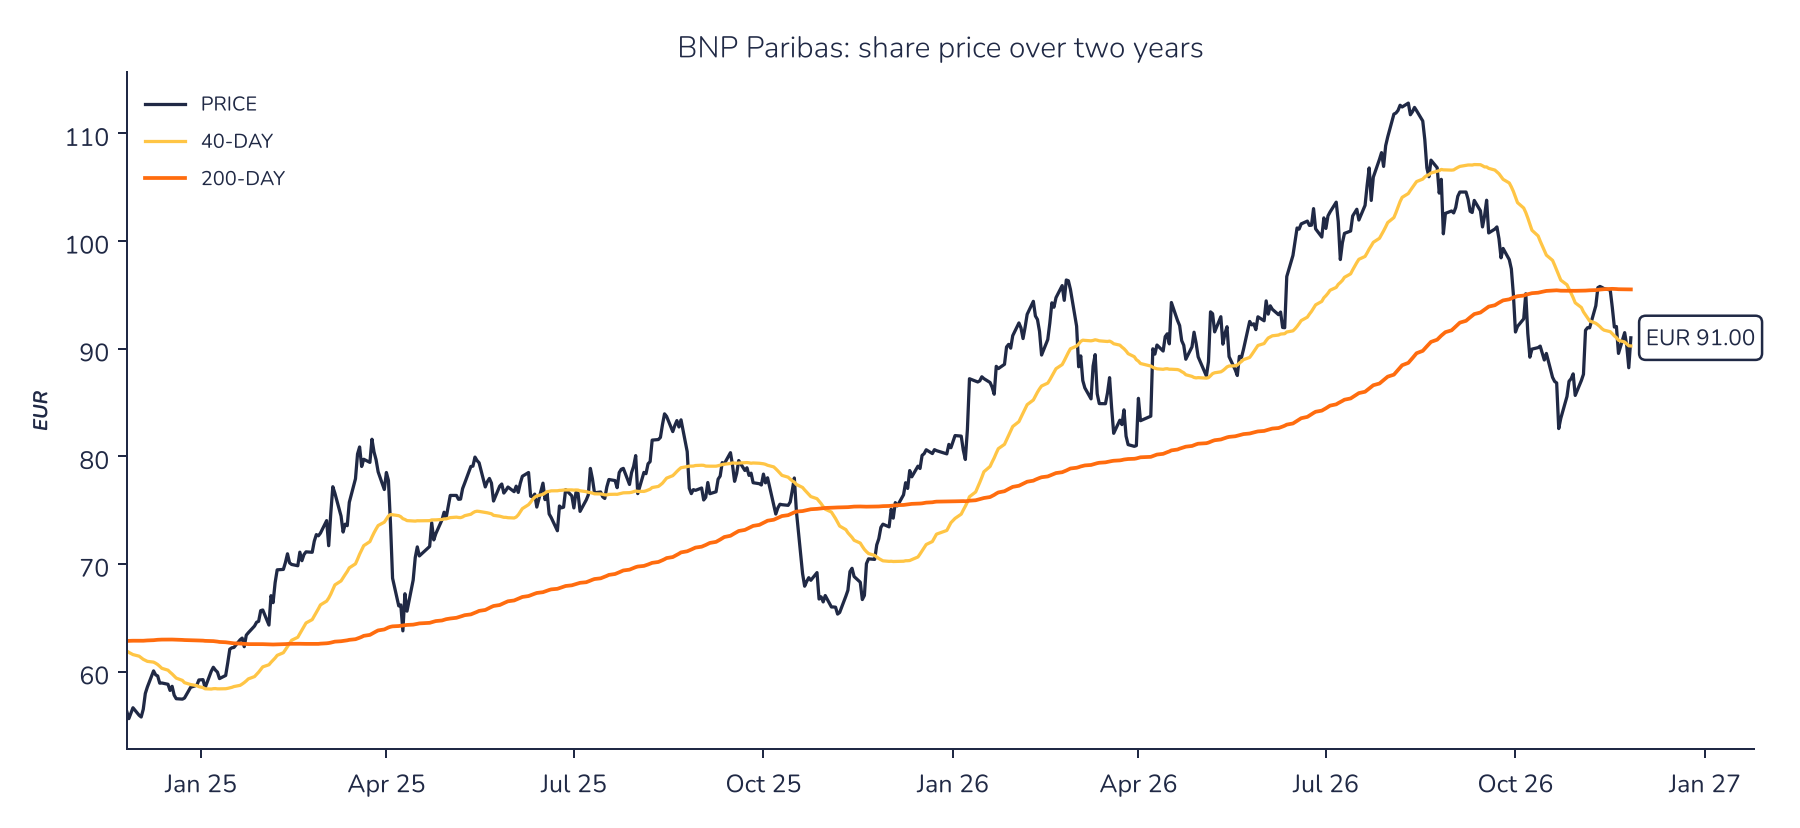 BNP Paribas: share price over two years
PRICE
40-DAY
200-DAY
110
100
90
80
70
60
EUR
EUR 91.00
Jan 25
Apr 25
Jul 25
Oct 25
Jan 26
Apr 26
Jul 26
Oct 26
Jan 27